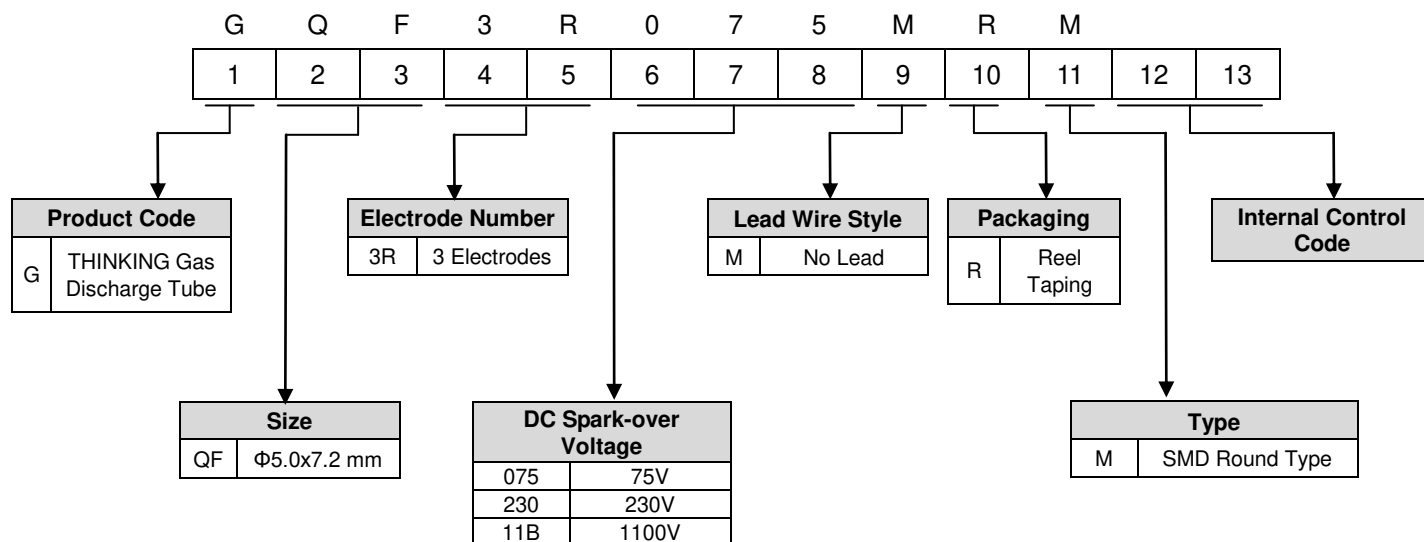 G Q F 3 R 0 7 5 M R M
1 2 3 4 5 6 7 8 9 10 11 12 13
Product Code
G THINKING Gas
Discharge Tube
Electrode Number
3R 3 Electrodes
Lead Wire Style
M No Lead
Packaging
R Reel
Taping
Internal Control
Code
Size
QF Φ5.0x7.2 mm
DC Spark-over
Voltage
075 75V
230 230V
11B 1100V
Type
M SMD Round Type